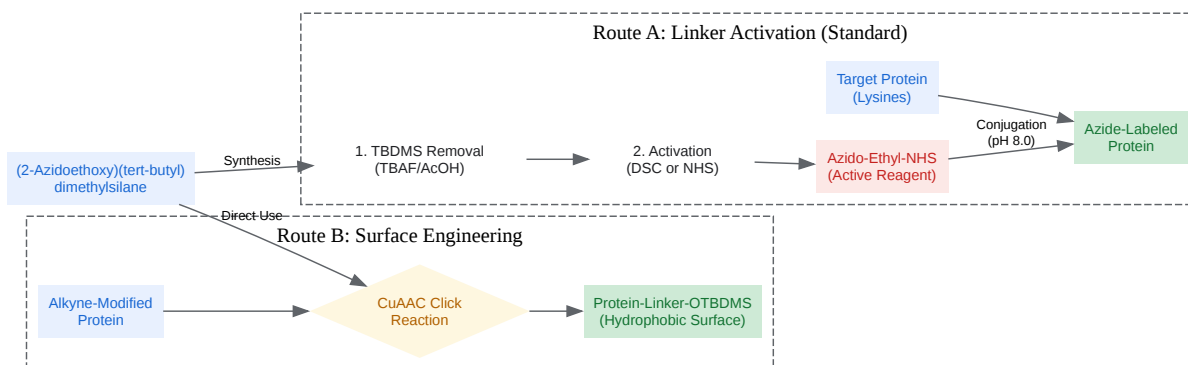 Route A: Linker Activation (Standard)
Target Protein
(Lysines)
Conjugation
(pH 8.0)
Azide-Labeled
Protein
(2-Azidoethoxy)(tert-butyl)
dimethylsilane
Synthesis
1. TBDMS Removal
(TBAF/AcOH)
2. Activation
(DSC or NHS)
Azido-Ethyl-NHS
(Active Reagent)
Direct Use
Route B: Surface Engineering
Alkyne-Modified
Protein
CuAAC Click
Reaction
Protein-Linker-OTBDMS
(Hydrophobic Surface)